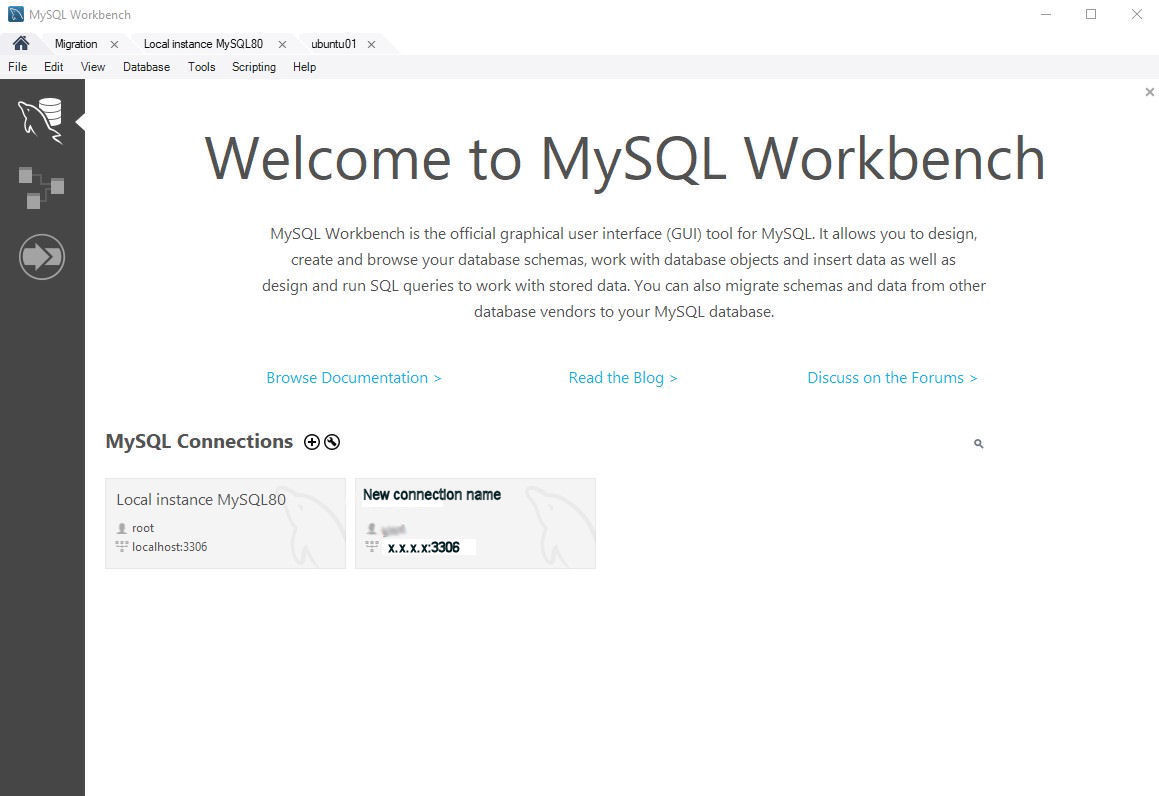 MySQL Workbench
Migration
Local instance MySQL80
ubuntu01
File Edit View Database Tools Scripting Help
Welcome to MySQL Workbench
MySQL Workbench is the official graphical user interface (GUI) tool for MySQL. It allows you to design,
create and browse your database schemas, work with database objects and insert data as well as
design and run SQL queries to work with stored data. You can also migrate schemas and data from other
database vendors to your MySQL database.
Browse Documentation >
Read the Blog >
Discuss on the Forums >
MySQL Connections
Local instance MySQL80
root
localhost:3306
New connection name
x.x.x.x:3306